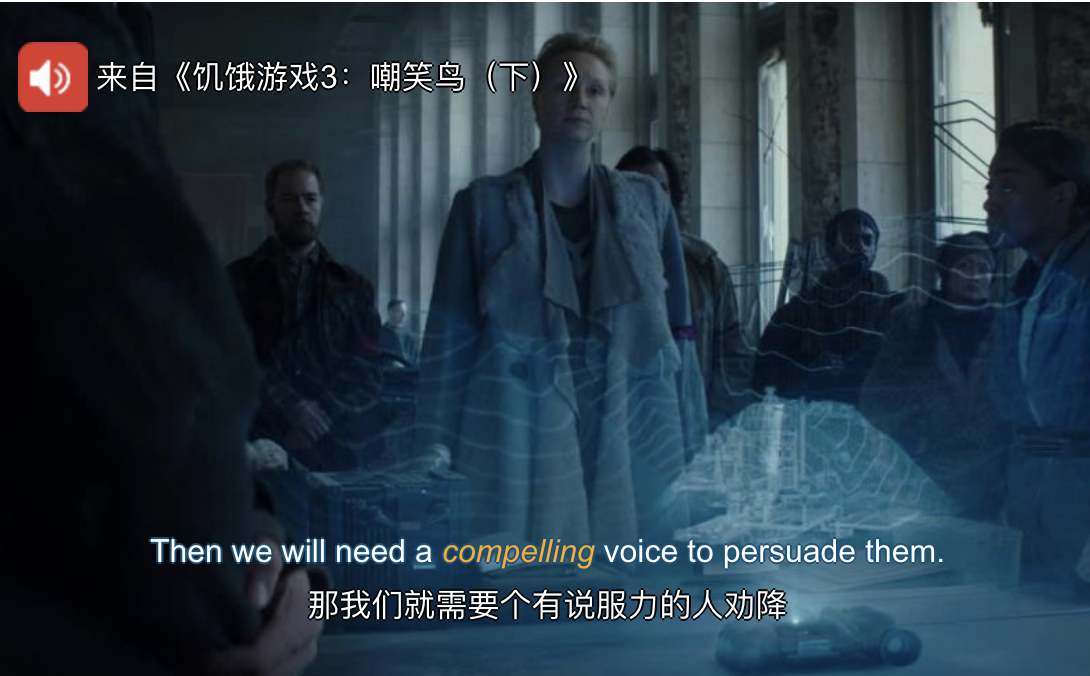 来自《饥饿游戏3：嘲笑鸟（下）》
Then we will need a compelling voice to persuade them.
那我们就需要个有说服力的人劝降